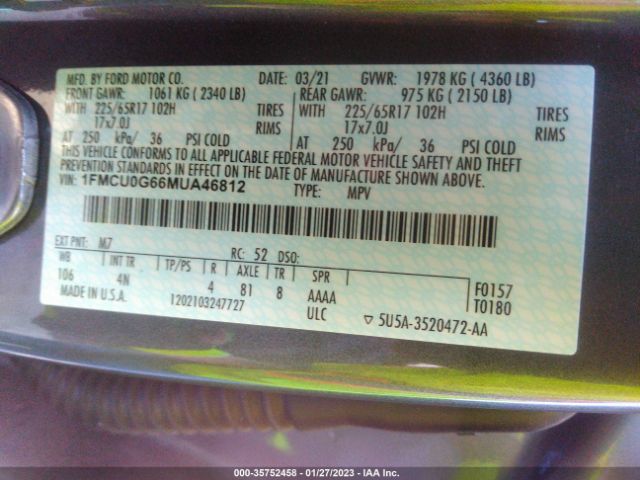 MFD. BY FORD MOTOR CO. DATE: 03/21 GVWR: 1978 KG ( 4360 LB)
FRONT GAWR: 1061 KG ( 2340 LB) REAR GAWR: 975 KG ( 2150 LB)
WITH 225/65R17 102H TIRES WITH 225/65R17 102H TIRES
17x7.0J RIMS 17x7.0J RIMS
AT 250 kPa/ 36 PSI COLD AT 250 kPa/ 36 PSI COLD
THIS VEHICLE CONFORMS TO ALL APPLICABLE FEDERAL MOTOR VEHICLE SAFETY AND THEFT
PREVENTION STANDARDS IN EFFECT ON THE DATE OF MANUFACTURE SHOWN ABOVE.
VIN: 1FMCU0G66MUA46812 TYPE: MPV
EXT PNT: M7 RC: 52 DSO:
WB INT TR TP/PS R AXLE TR SPR
106 4N 4 81 8 AAAA F0157
MADE IN U.S.A. ULC T0180
1202103247727 ▽ 5U5A-3520472-AA
000-35752458 - 01/27/2023 - IAA Inc.